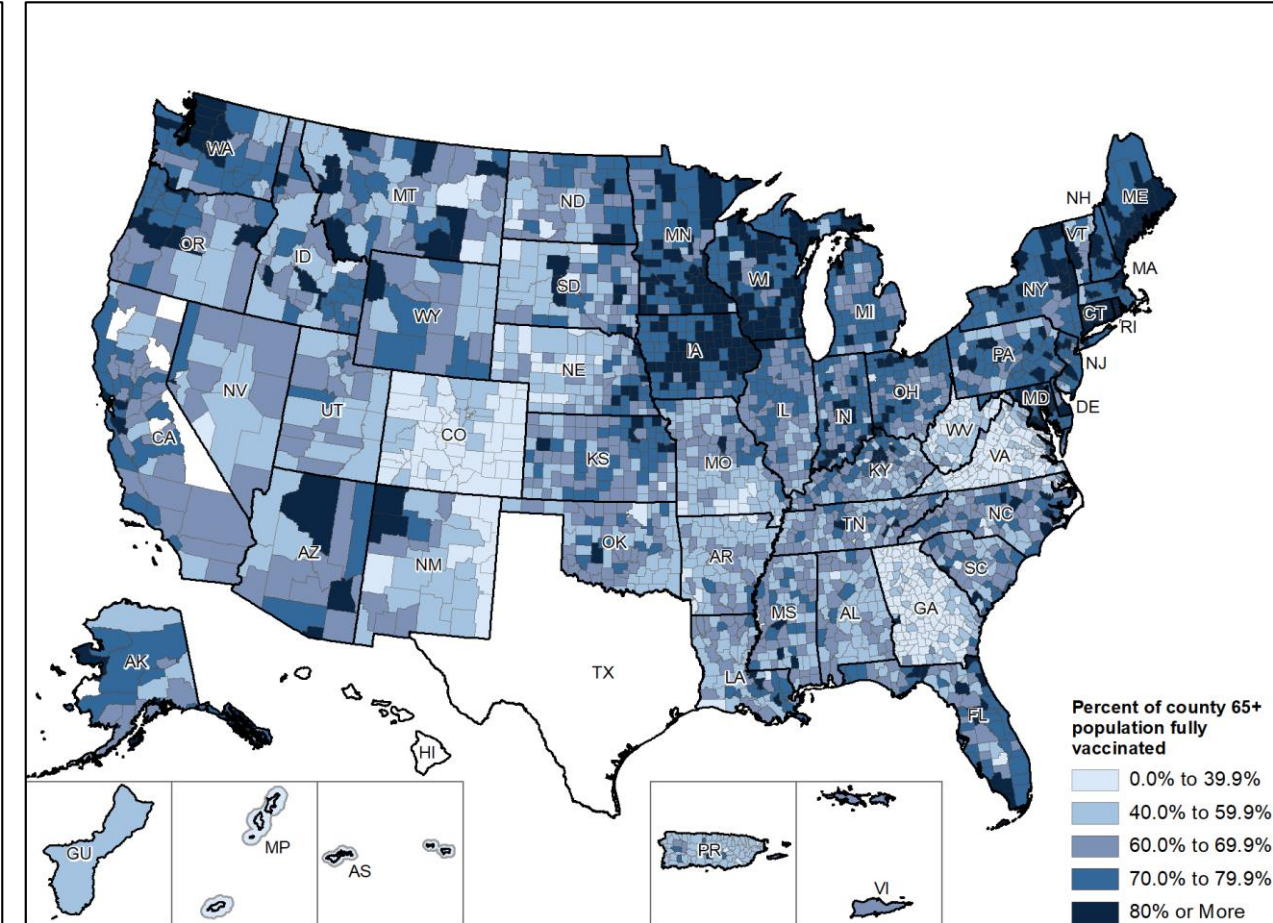 WA
MT
ND
MN
NH
ME
VT
OR
ID
SD
WI
MA
WY
MI
NY
CT
RI
IA
NE
PA
NJ
NV
UT
CO
IL
IN
OH
MD
DE
CA
KS
MO
WV
VA
KY
AZ
NM
OK
AR
TN
NC
SC
MS
AL
GA
AK
TX
LA
FL
HI
GU
MP
AS
PR
VI
Percent of county 65+
population fully
vaccinated
0.0% to 39.9%
40.0% to 59.9%
60.0% to 69.9%
70.0% to 79.9%
80% or More